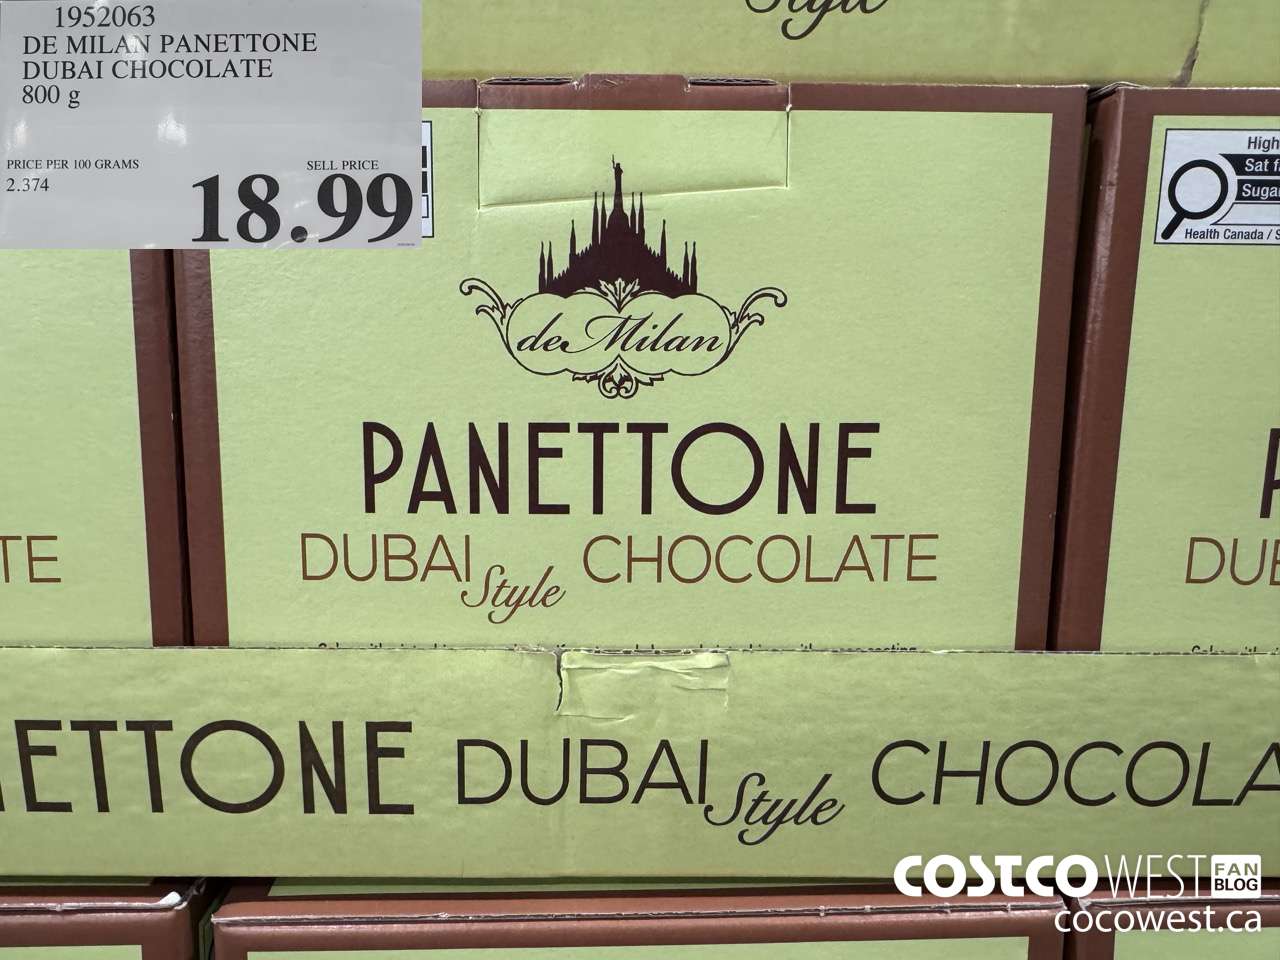 1952063
DE MILAN PANETTONE
DUBAI CHOCOLATE
800 g
PRICE PER 100 GRAMS
2.374
SELL PRICE
18.99
Style
de Milan
PANETTONE
DUBAI Style CHOCOLATE
High
Sat f
Suga
Health Canada / S
TE
DUB
ETTONE DUBAI Style CHOCOLA
COSTCO WEST FAN BLOG
cocowest.ca